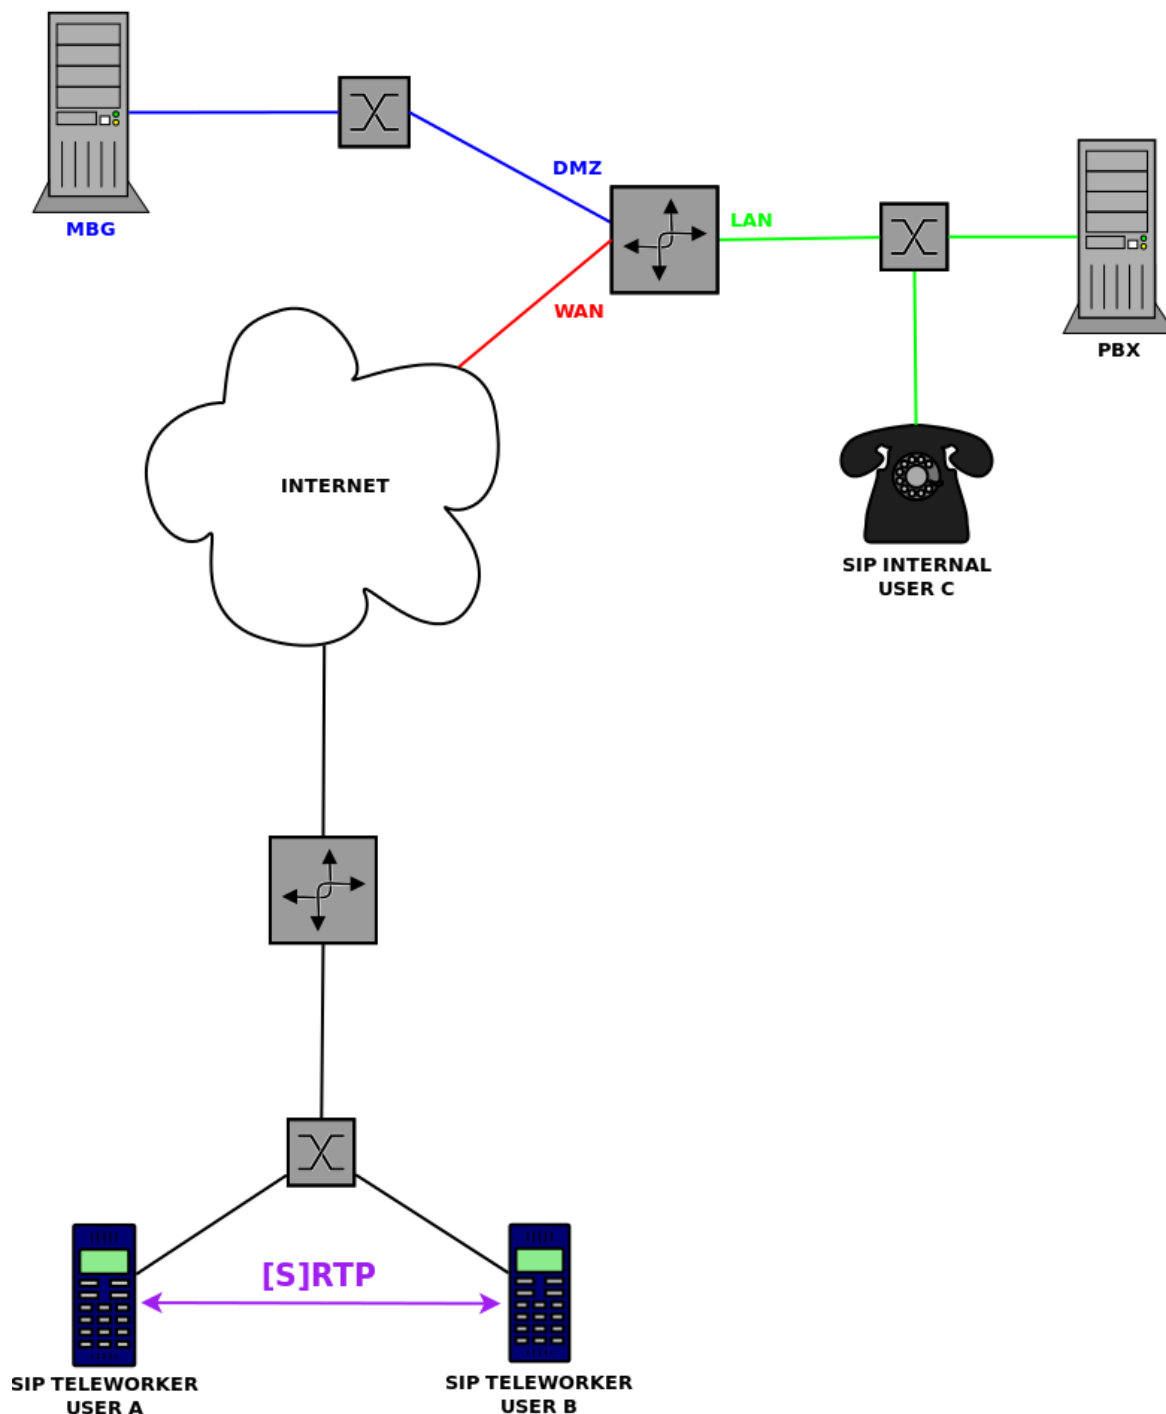 DMZ
MBG
LAN
WAN
PBX
INTERNET
SIP INTERNAL
USER C
[S]RTP
SIP TELEWORKER
USER A
SIP TELEWORKER
USER B